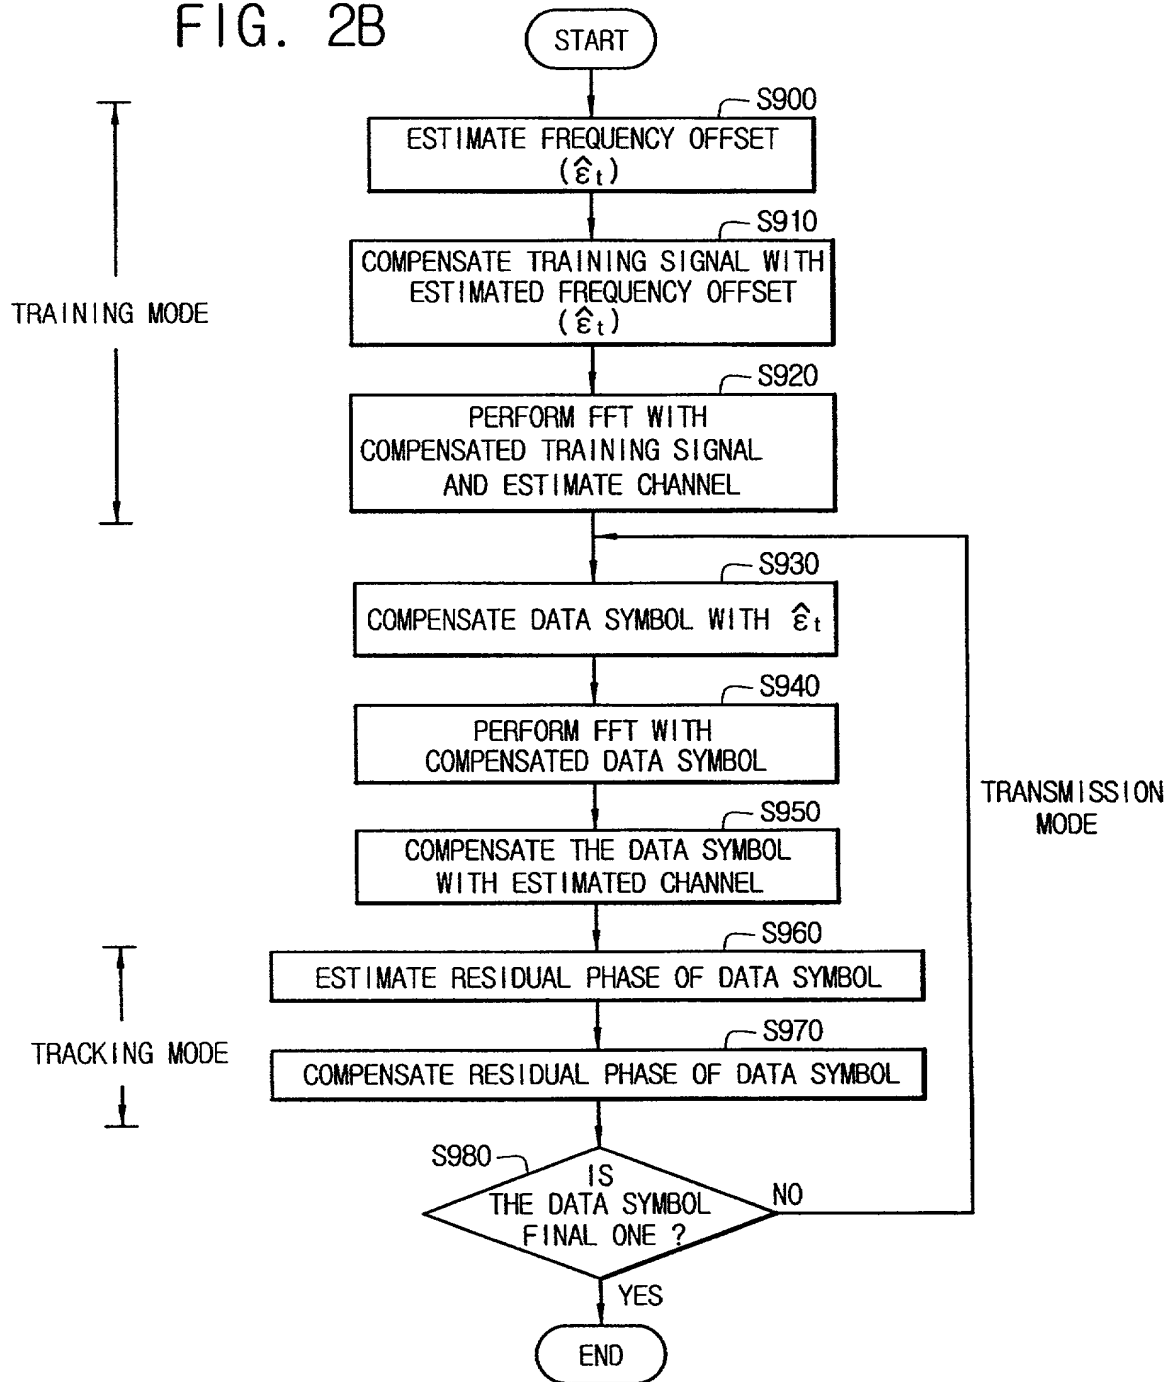 FIG. 2B
START
S900
ESTIMATE FREQUENCY OFFSET
(ε̂t)
S910
COMPENSATE TRAINING SIGNAL WITH
ESTIMATED FREQUENCY OFFSET
(ε̂t)
TRAINING MODE
S920
PERFORM FFT WITH
COMPENSATED TRAINING SIGNAL
AND ESTIMATE CHANNEL
S930
COMPENSATE DATA SYMBOL WITH ε̂t
S940
PERFORM FFT WITH
COMPENSATED DATA SYMBOL
TRANSMISSION
MODE
S950
COMPENSATE THE DATA SYMBOL
WITH ESTIMATED CHANNEL
S960
ESTIMATE RESIDUAL PHASE OF DATA SYMBOL
TRACKING MODE
S970
COMPENSATE RESIDUAL PHASE OF DATA SYMBOL
S980
IS
THE DATA SYMBOL
FINAL ONE ?
NO
YES
END